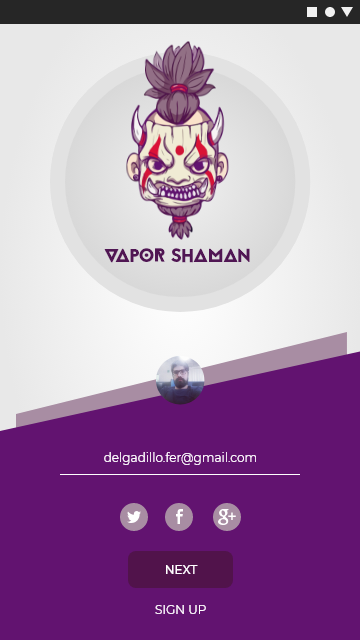 VAPOR SHAMAN
delgadillo.fer@gmail.com
f
g+
NEXT
SIGN UP